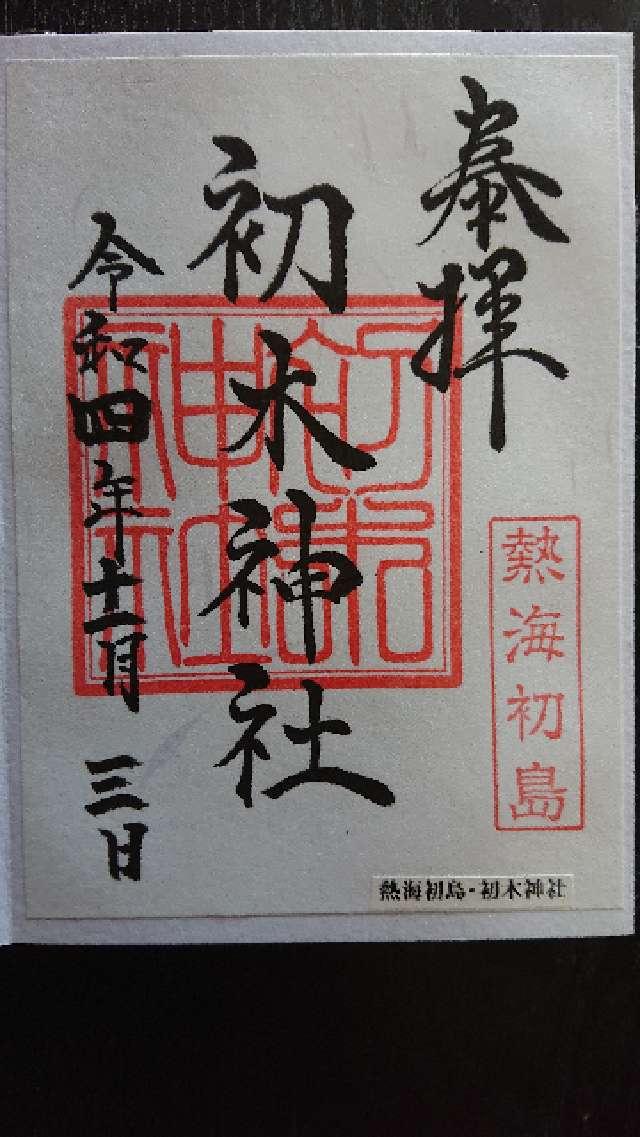 奉拝
熱海初島
初木神社
令和四年十一月三日
熱海初島・初木神社